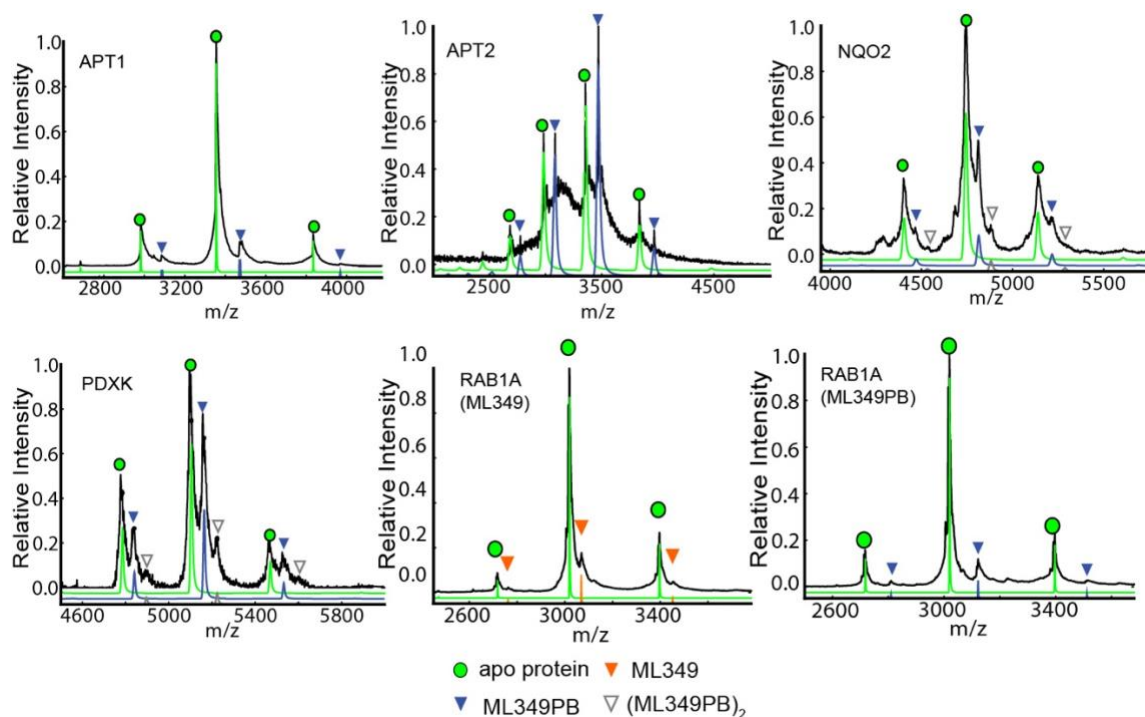 APT1
Relative Intensity
1.0
0.8
0.6
0.4
0.2
0.0
2800 3200 3600 4000
m/z
APT2
Relative Intensity
1.0
0.8
0.6
0.4
0.2
0.0
2500 3500 4500
m/z
NQO2
Relative Intensity
1.0
0.8
0.6
0.4
0.2
0.0
4000 4500 5000 5500
m/z
PDXK
Relative Intensity
1.0
0.8
0.6
0.4
0.2
0.0
4600 5000 5400 5800
m/z
RAB1A
(ML349)
Relative Intensity
1.0
0.8
0.6
0.4
0.2
0.0
2600 3000 3400
m/z
RAB1A
(ML349PB)
Relative Intensity
1.0
0.8
0.6
0.4
0.2
0.0
2600 3000 3400
m/z
apo protein ML349
ML349PB (ML349PB)2